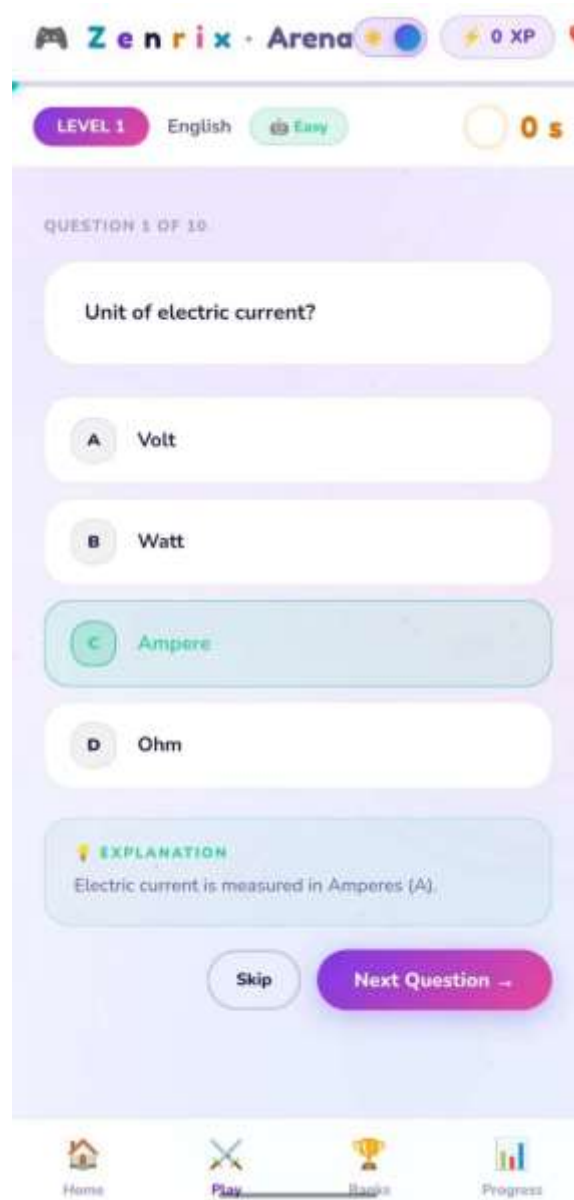 Zenrix · Arena
0 XP
LEVEL 1
English
Easy
0 s
QUESTION 1 OF 10
Unit of electric current?
A Volt
B Watt
C Ampere
D Ohm
EXPLANATION
Electric current is measured in Amperes (A).
Skip
Next Question →
Home
Play
Ranks
Progress